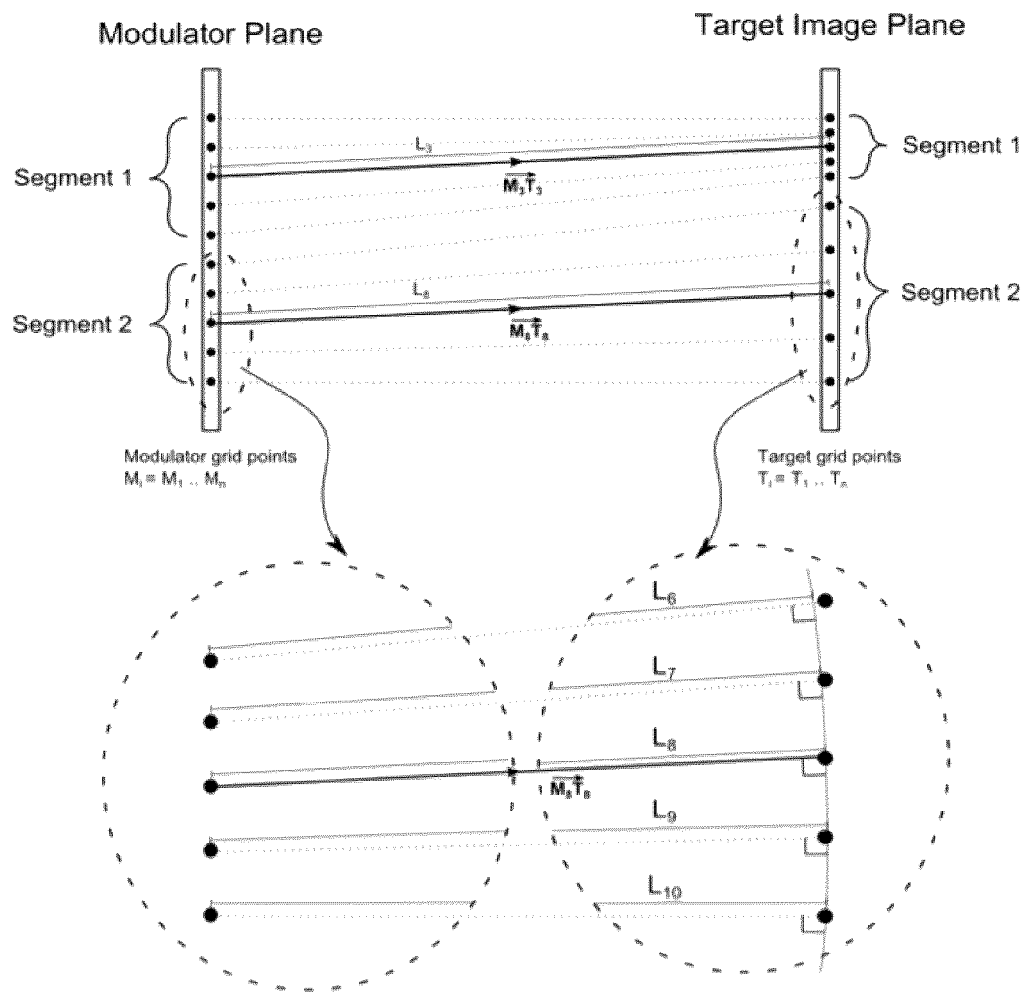 Modulator Plane
Target Image Plane
L₃
Segment 1
Segment 1
M₃T₃
Segment 2
L₈
Segment 2
M₈T₈
Modulator grid points
Mᵢ = M₁ .. Mₙ
Target grid points
Tᵢ = T₁ .. Tₙ
L₆
L₇
L₈
M₈T₈
L₉
L₁₀